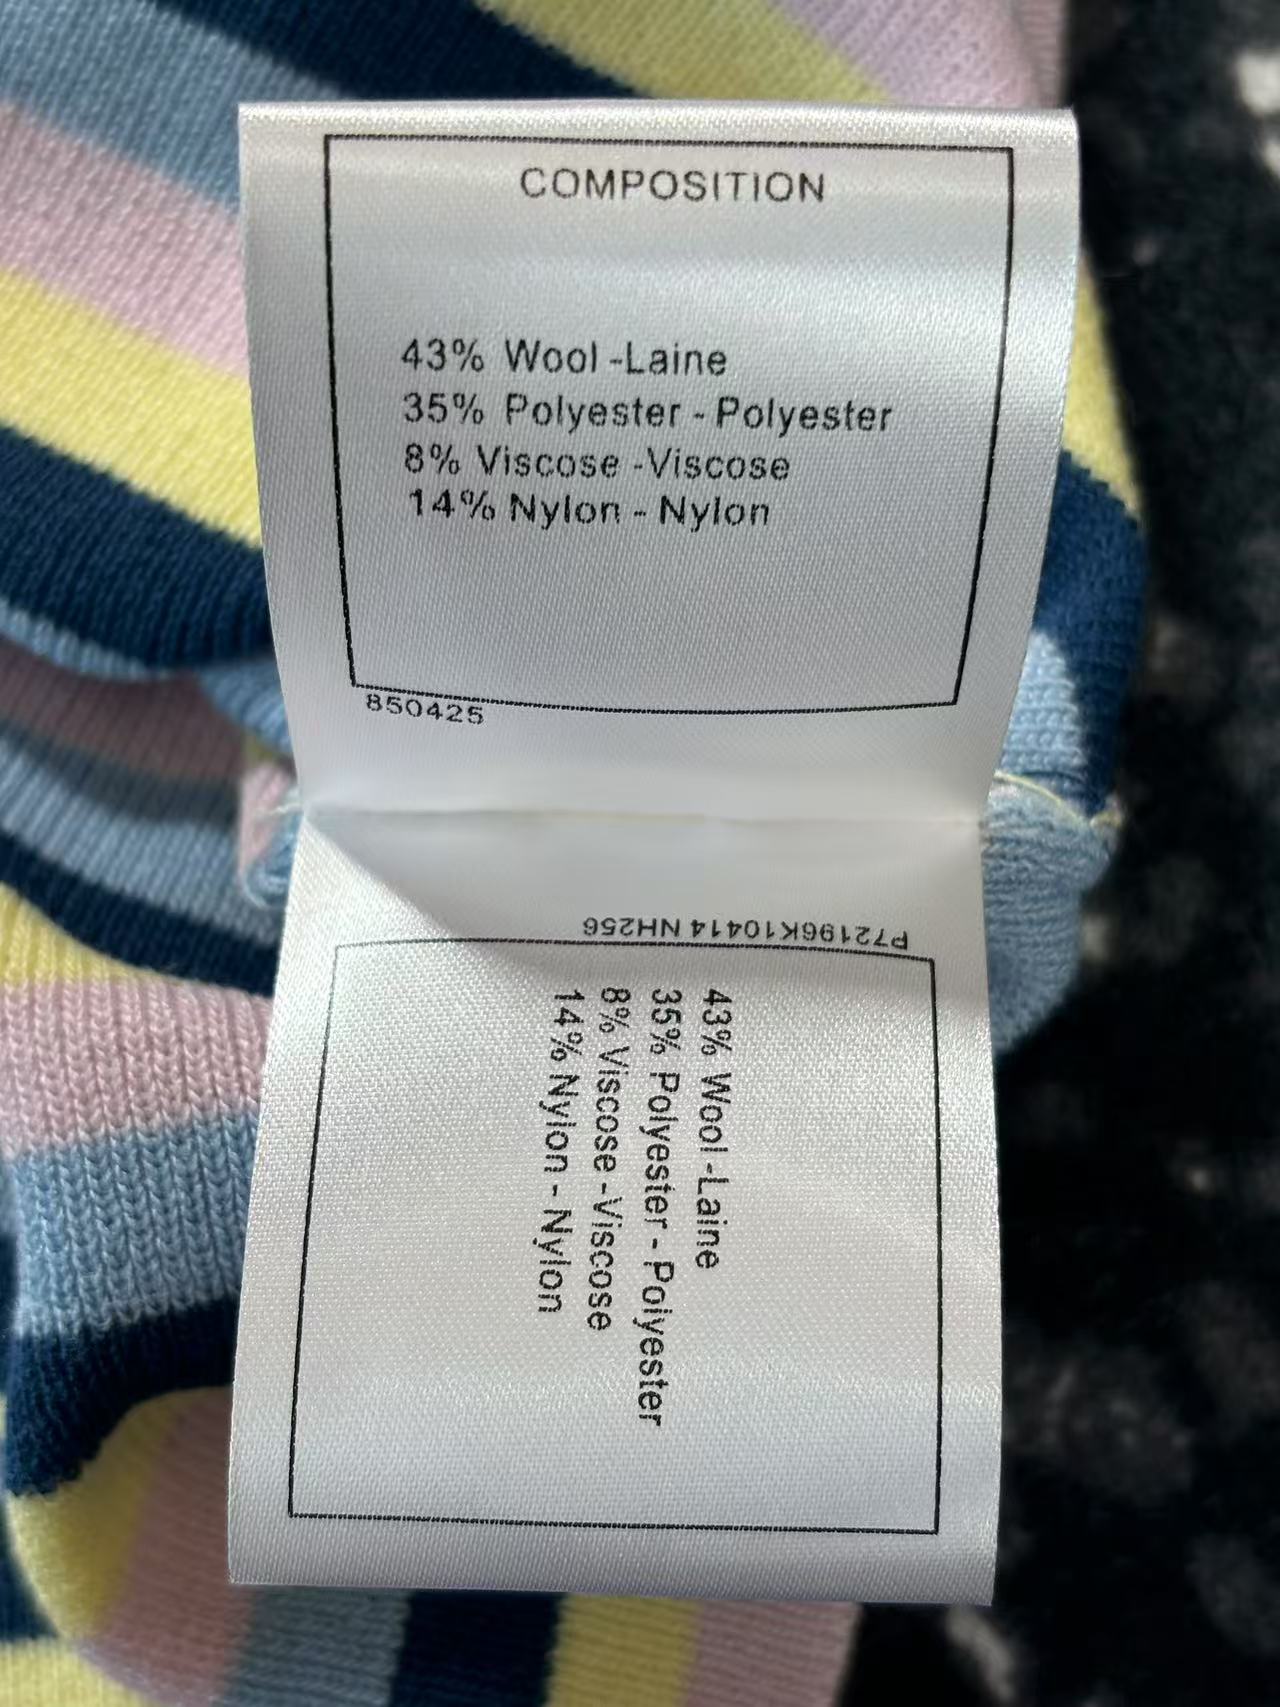 COMPOSITION
43% Wool -Laine
35% Polyester - Polyester
8% Viscose -Viscose
14% Nylon - Nylon
850425
P72196K10414 NH256
43% Wool -Laine
35% Polyester - Polyester
8% Viscose -Viscose
14% Nylon - Nylon